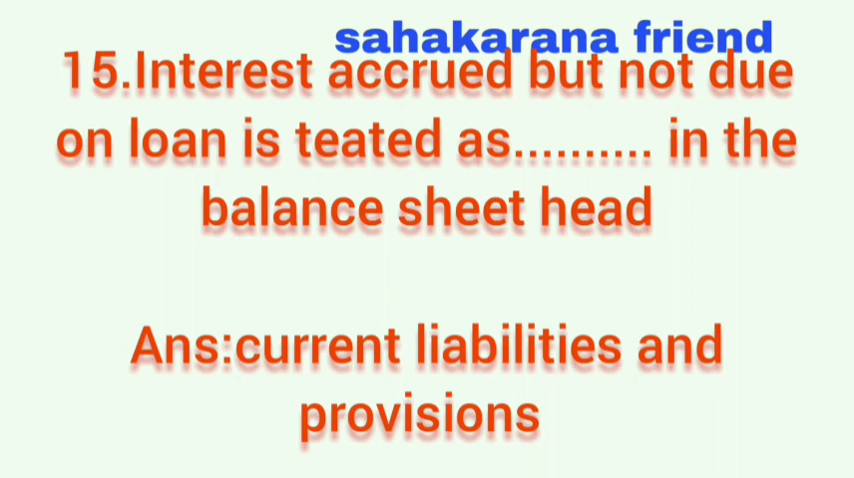 sahakarana friend
15.Interest accrued but not due
on loan is teated as.......... in the
balance sheet head
Ans:current liabilities and
provisions